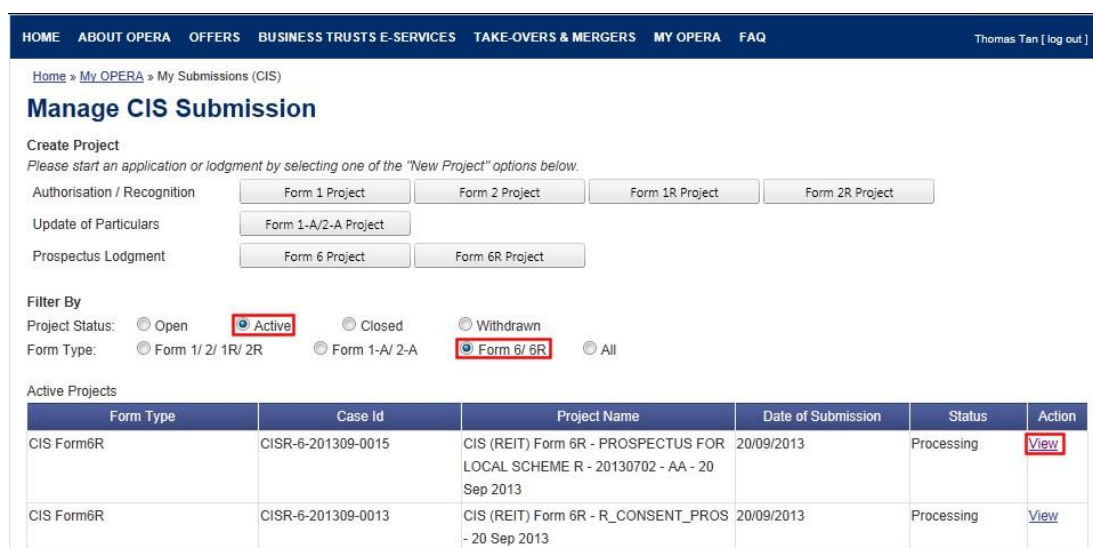 HOME ABOUT OPERA OFFERS BUSINESS TRUSTS E-SERVICES TAKE-OVERS & MERGERS MY OPERA FAQ Thomas Tan [ log out ]
Home » My OPERA » My Submissions (CIS)
Manage CIS Submission
Create Project
Please start an application or lodgment by selecting one of the "New Project" options below.
Authorisation / Recognition Form 1 Project Form 2 Project Form 1R Project Form 2R Project
Update of Particulars Form 1-A/2-A Project
Prospectus Lodgment Form 6 Project Form 6R Project
Filter By
Project Status: Open Active Closed Withdrawn
Form Type: Form 1/ 2/ 1R/ 2R Form 1-A/ 2-A Form 6/ 6R All
Active Projects
Form Type Case Id Project Name Date of Submission Status Action
CIS Form6R CISR-6-201309-0015 CIS (REIT) Form 6R - PROSPECTUS FOR 20/09/2013 Processing View
LOCAL SCHEME R - 20130702 - AA - 20
Sep 2013
CIS Form6R CISR-6-201309-0013 CIS (REIT) Form 6R - R_CONSENT_PROS 20/09/2013 Processing View
- 20 Sep 2013